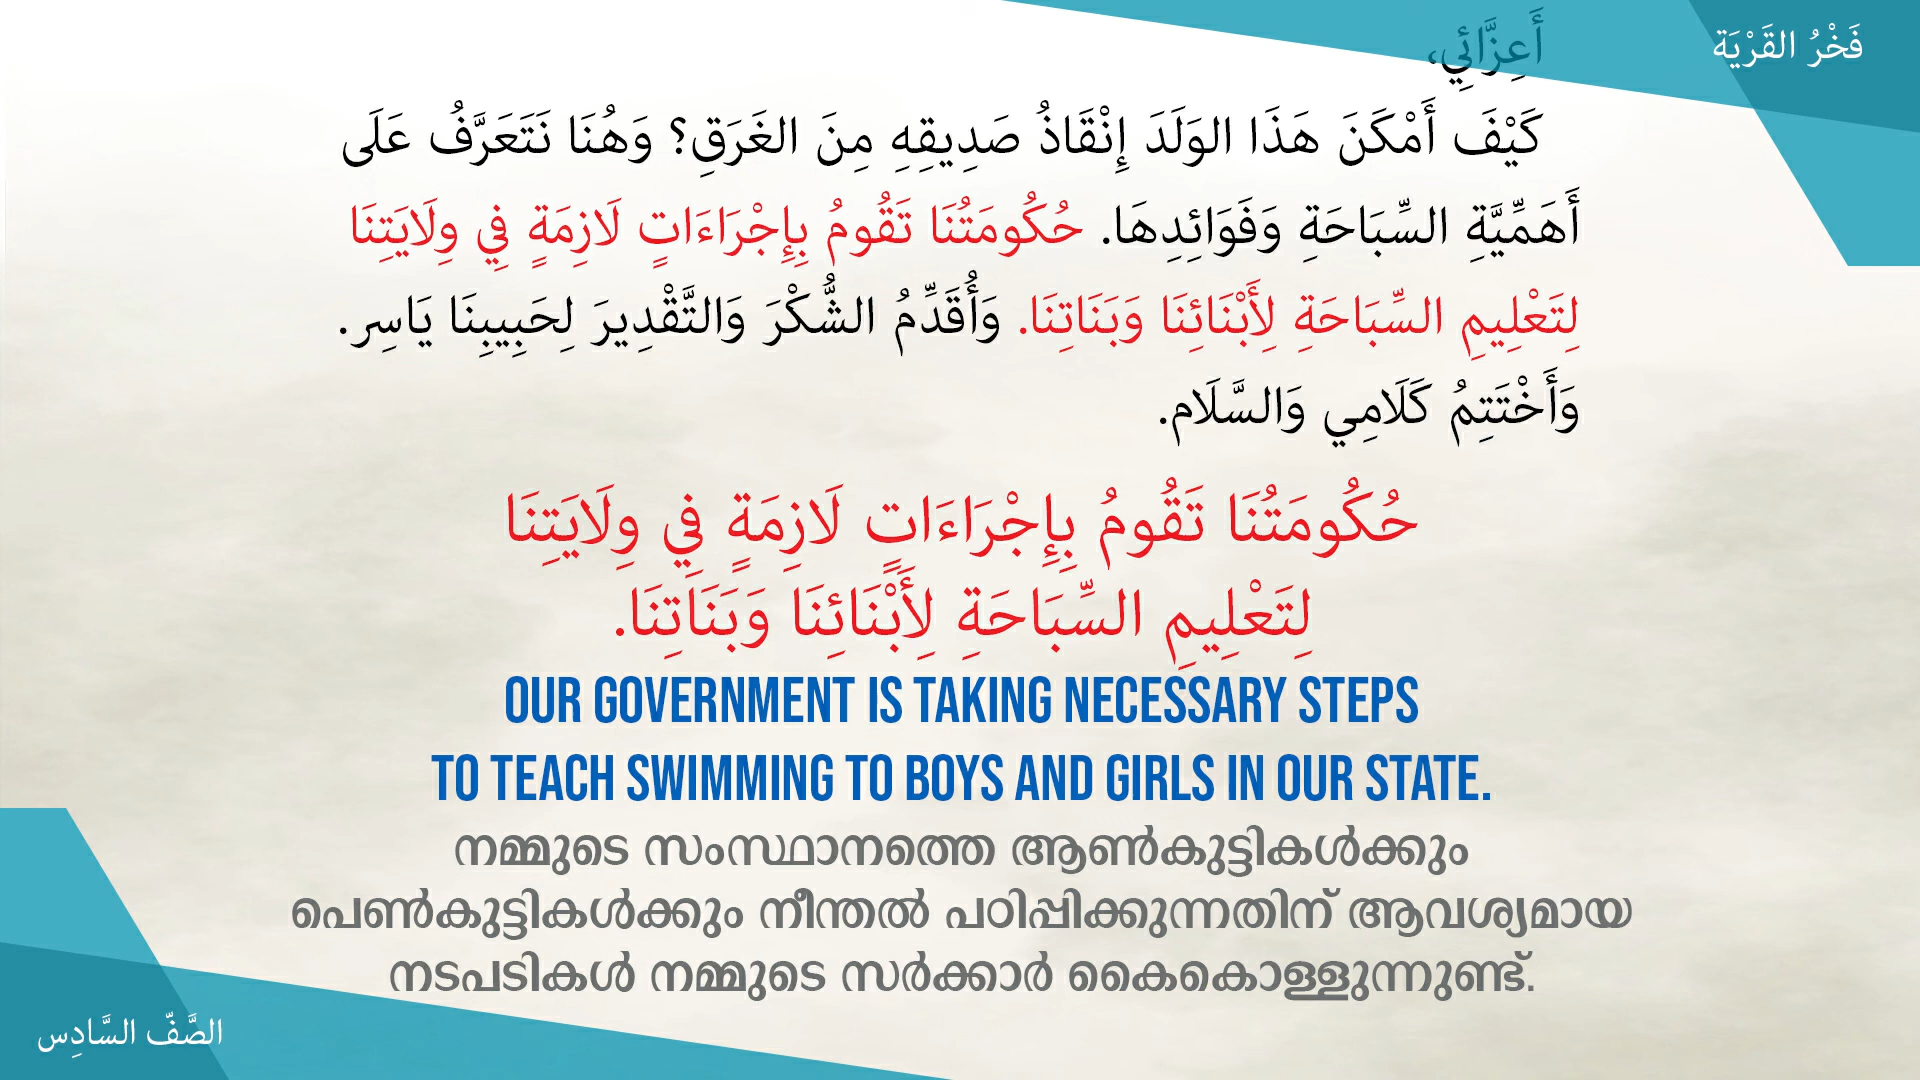 فَخْرُ القَرْيَة
أَعِزَّائِي،
كَيْفَ أَمْكَنَ هَذَا الوَلَدَ إِنْقَاذُ صَدِيقِهِ مِنَ الغَرَقِ؟ وَهُنَا نَتَعَرَّفُ عَلَى
أَهَمِّيَّةِ السِّبَاحَةِ وَفَوَائِدِهَا. حُكُومَتُنَا تَقُومُ بِإِجْرَاءَاتٍ لَازِمَةٍ فِي وِلَايَتِنَا
لِتَعْلِيمِ السِّبَاحَةِ لِأَبْنَائِنَا وَبَنَاتِنَا. وَأُقَدِّمُ الشُّكْرَ وَالتَّقْدِيرَ لِحَبِيبِنَا يَاسِر.
وَأَخْتَتِمُ كَلَامِي وَالسَّلَام.
حُكُومَتُنَا تَقُومُ بِإِجْرَاءَاتٍ لَازِمَةٍ فِي وِلَايَتِنَا
لِتَعْلِيمِ السِّبَاحَةِ لِأَبْنَائِنَا وَبَنَاتِنَا.
OUR GOVERNMENT IS TAKING NECESSARY STEPS
TO TEACH SWIMMING TO BOYS AND GIRLS IN OUR STATE.
നമ്മുടെ സംസ്ഥാനത്തെ ആൺകുട്ടികൾക്കും
പെൺകുട്ടികൾക്കും നീന്തൽ പഠിപ്പിക്കുന്നതിന് ആവശ്യമായ
നടപടികൾ നമ്മുടെ സർക്കാർ കൈകൊള്ളുന്നുണ്ട്.
الصَّفّ السَّادِس